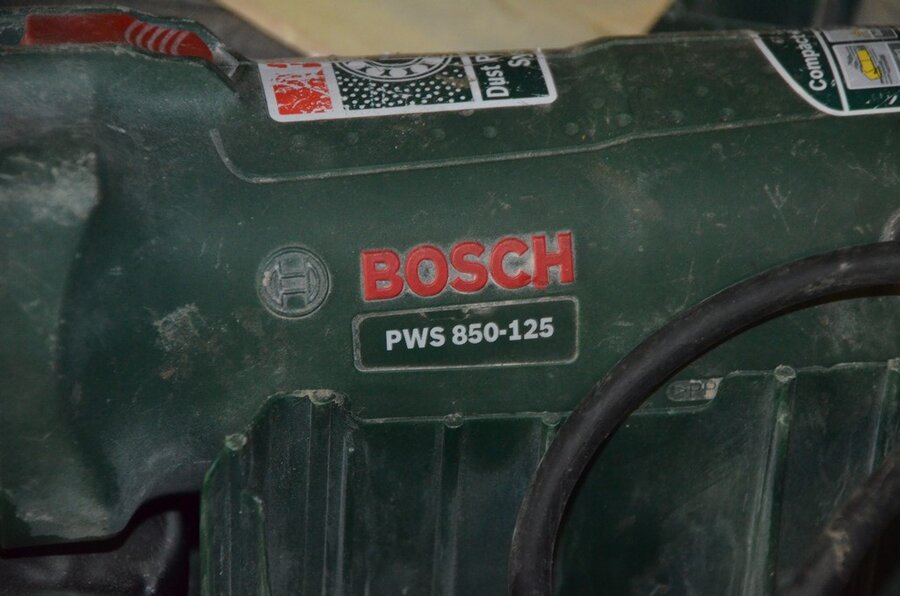 Dust
Compact
BOSCH
PWS 850-125